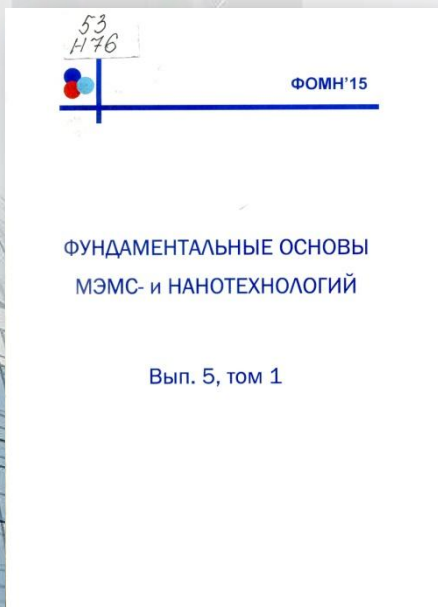 53
Н76
ФОМН'15
ФУНДАМЕНТАЛЬНЫЕ ОСНОВЫ
МЭМС- и НАНОТЕХНОЛОГИЙ
Вып. 5, том 1